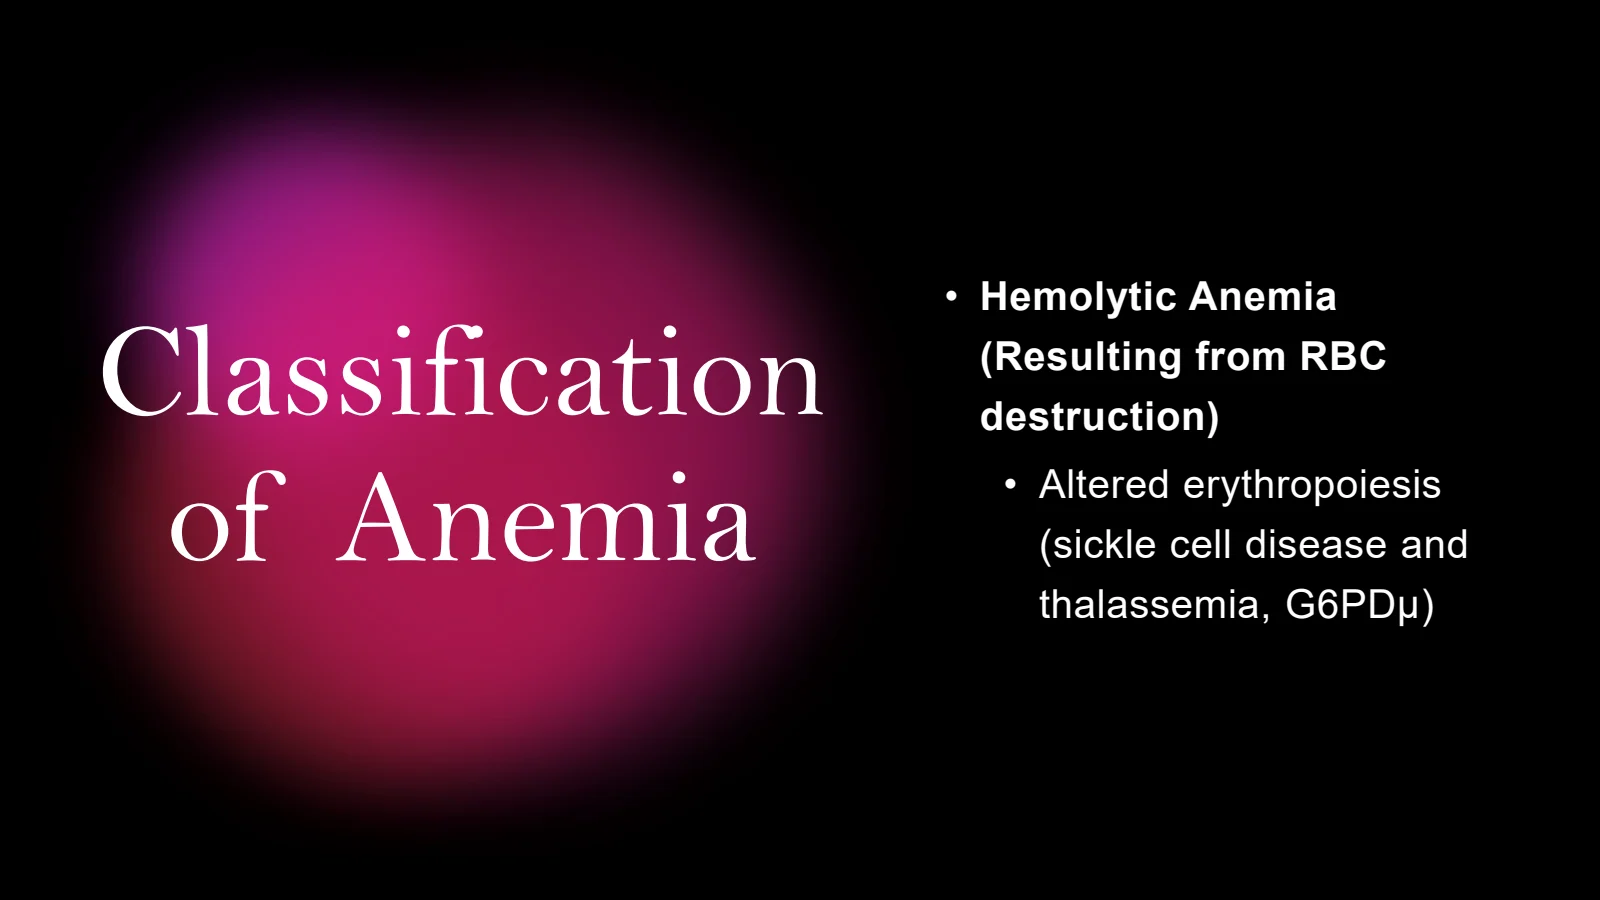 Classification
of Anemia
• Hemolytic Anemia
(Resulting from RBC
destruction)
• Altered erythropoiesis
(sickle cell disease and
thalassemia, G6PDµ)